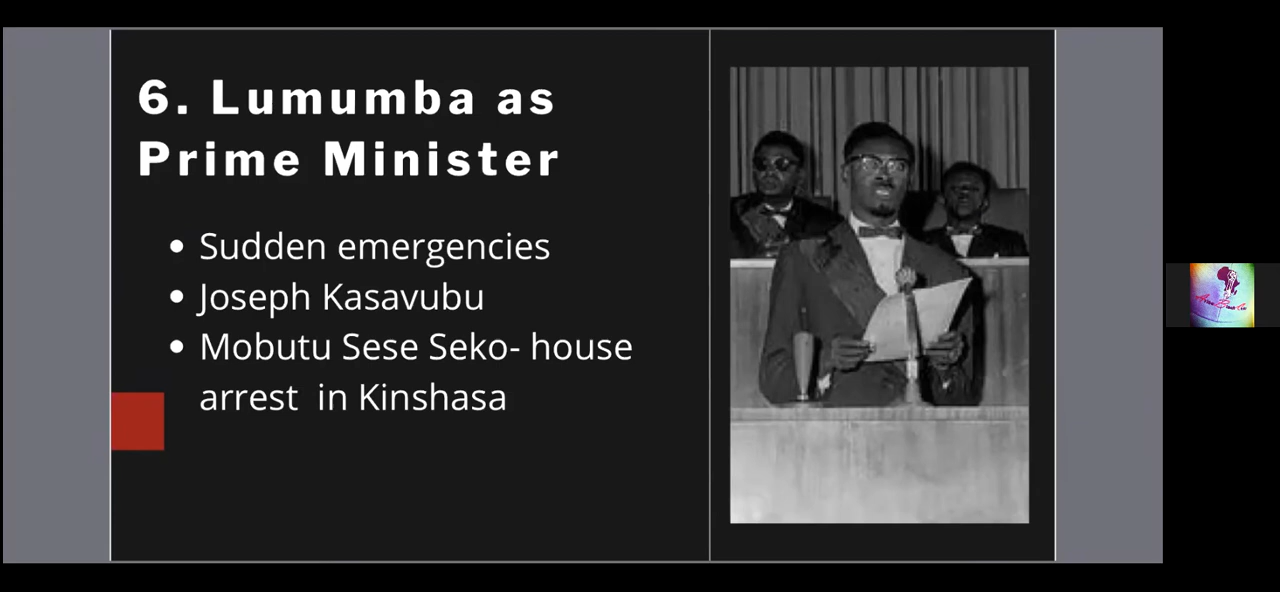 6. Lumumba as
Prime Minister
• Sudden emergencies
• Joseph Kasavubu
• Mobutu Sese Seko- house
arrest  in Kinshasa